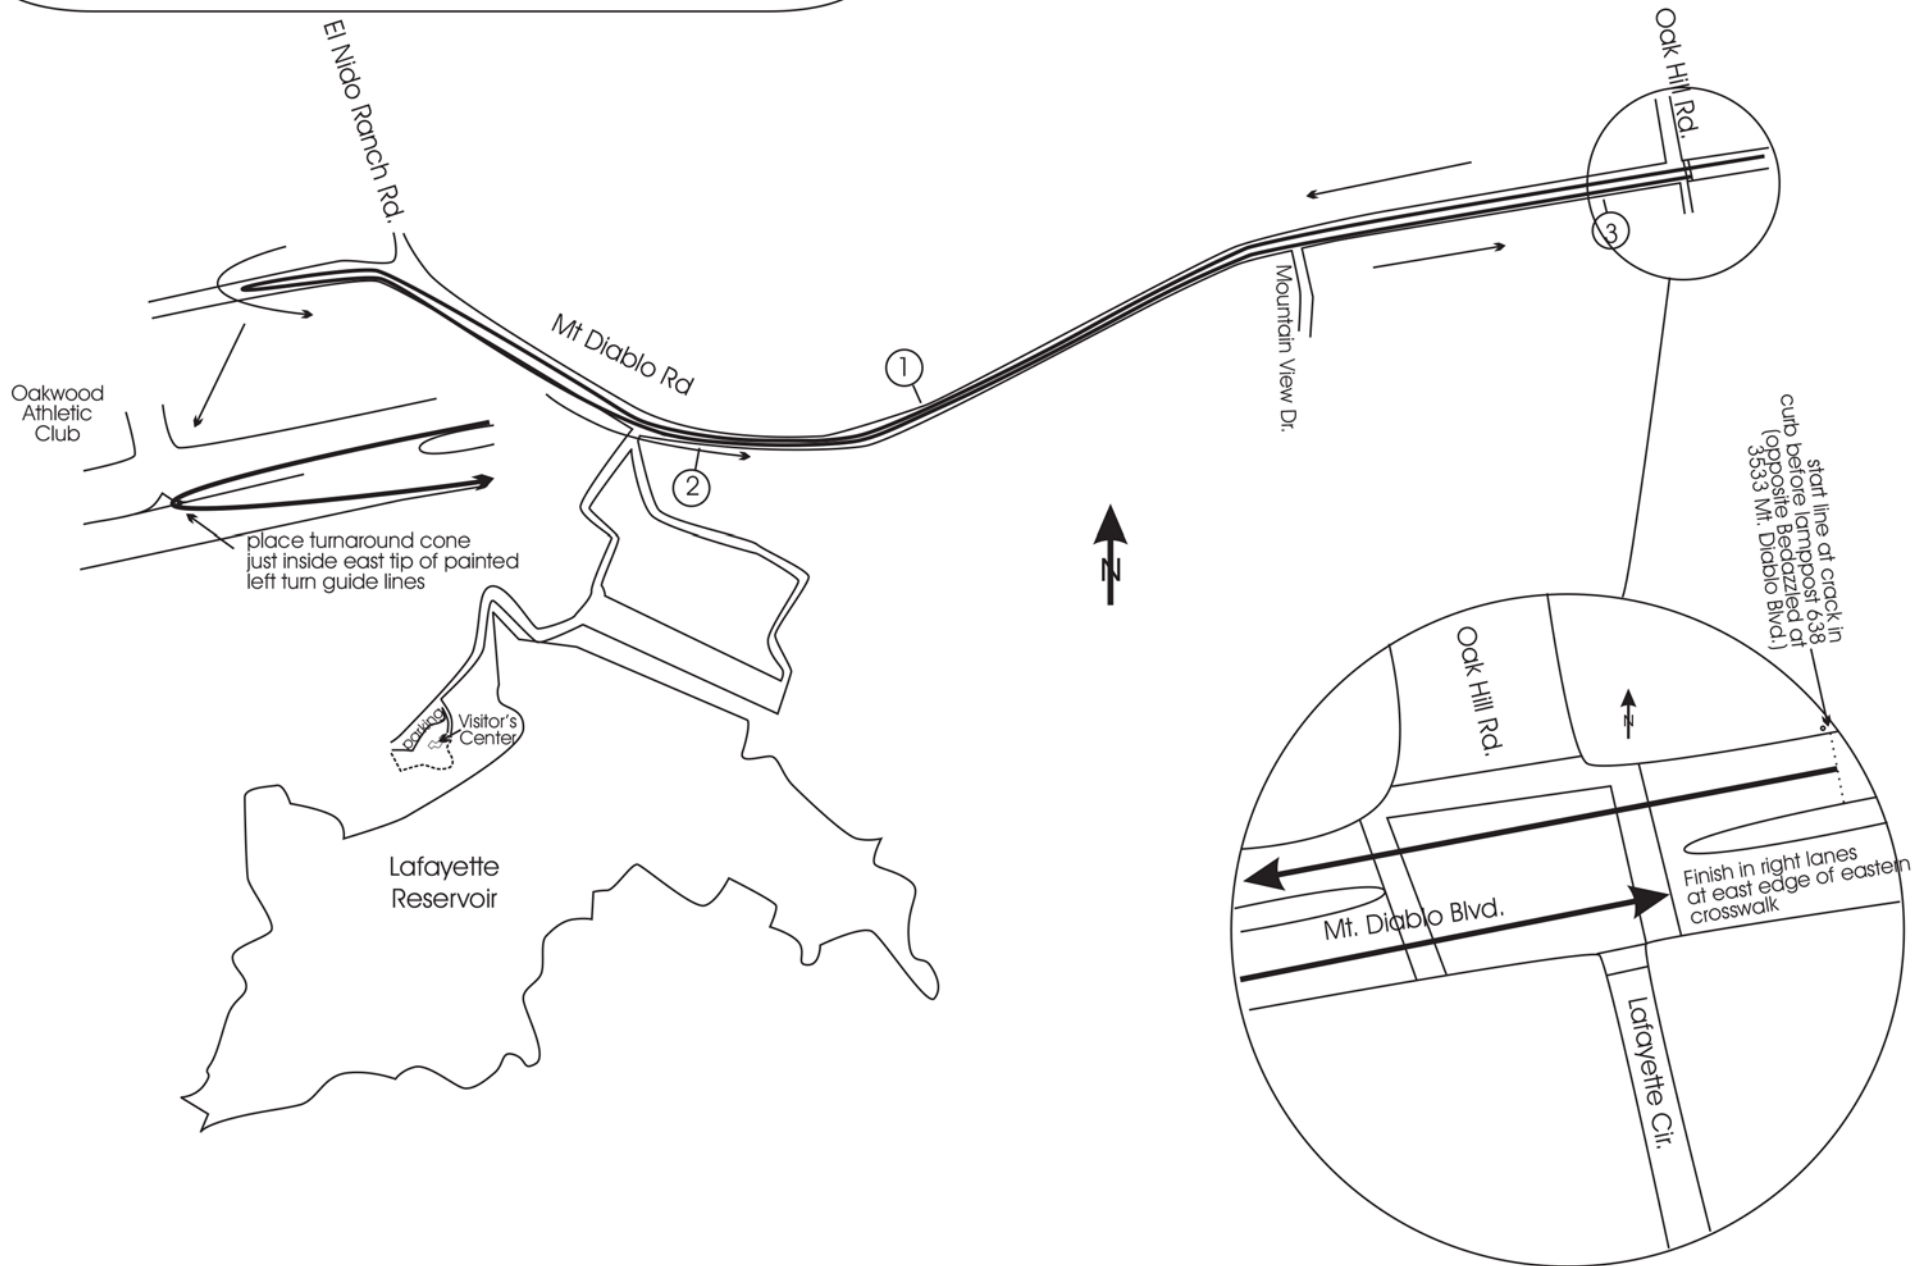 El Nido Ranch Rd.
Oak Hill Rd.
3
Mt Diablo Rd
1
Mountain View Dr.
2
Oakwood
Athletic
Club
place turnaround cone
just inside east tip of painted
left turn guide lines
N
start line at crack in
curb before lamppost 638
(opposite Bedazzled at
3533 Mt. Diablo Blvd.)
parking
Visitor's
Center
Lafayette
Reservoir
Oak Hill Rd.
N
Finish in right lanes
at east edge of eastern
crosswalk
Mt. Diablo Blvd.
Lafayette Cir.